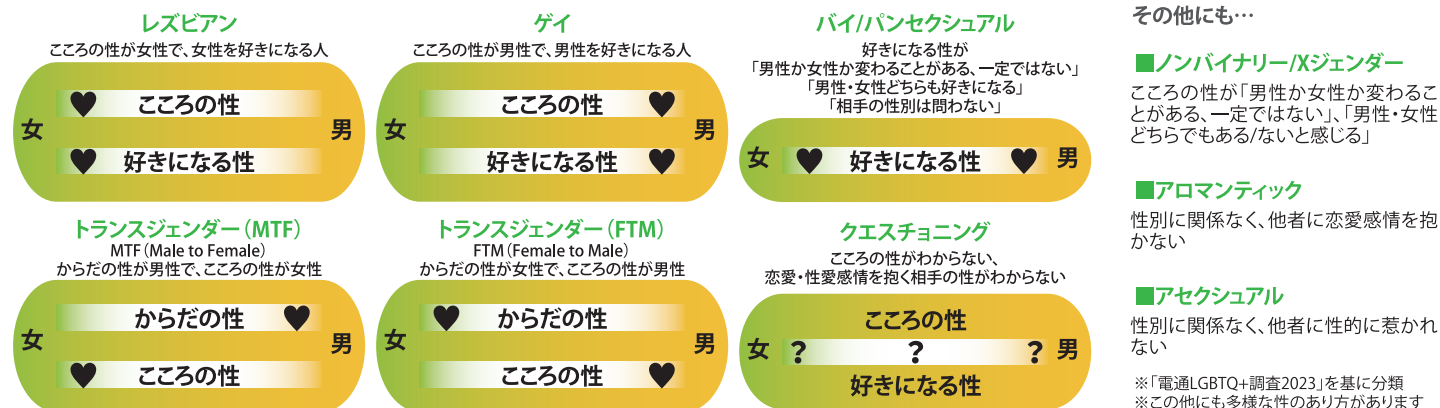 レズビアン
こころの性が女性で、女性を好きになる人
女
♥ こころの性
♥ 好きになる性
男
ゲイ
こころの性が男性で、男性を好きになる人
女
こころの性 ♥
好きになる性 ♥
男
バイ/パンセクシュアル
好きになる性が
「男性か女性か変わることがある、一定ではない」
「男性・女性どちらも好きになる」
「相手の性別は問わない」
女 ♥ 好きになる性 ♥ 男
トランスジェンダー(MTF)
MTF(Male to Female)
からだの性が男性で、こころの性が女性
女
からだの性 ♥
♥ こころの性
男
トランスジェンダー(FTM)
FTM(Female to Male)
からだの性が女性で、こころの性が男性
女
♥ からだの性
こころの性 ♥
男
クエスチョニング
こころの性がわからない、
恋愛・性愛感情を抱く相手の性がわからない
こころの性
女 ? ? ? 男
好きになる性
その他にも…
■ノンバイナリー/Xジェンダー
こころの性が「男性か女性か変わるこ
とがある、一定ではない」、「男性・女性
どちらでもある/ないと感じる」
■アロマンティック
性別に関係なく、他者に恋愛感情を抱
かない
■アセクシュアル
性別に関係なく、他者に性的に惹かれ
ない
※「電通LGBTQ+調査2023」を基に分類
※この他にも多様な性のあり方があります